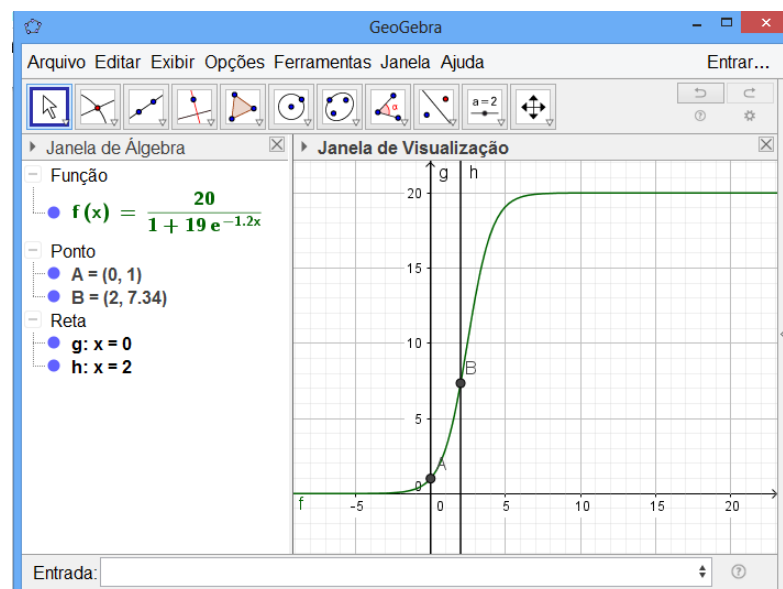 GeoGebra
Arquivo Editar Exibir Opções Ferramentas Janela Ajuda Entrar...
α
a=2
Janela de Álgebra
Função
f(x) = 20 / (1 + 19 e^(-1.2x))
Ponto
A = (0, 1)
B = (2, 7.34)
Reta
g: x = 0
h: x = 2
Janela de Visualização
g h
20
15
10
B
5
A
0
f
-5 0 5 10 15 20
Entrada: